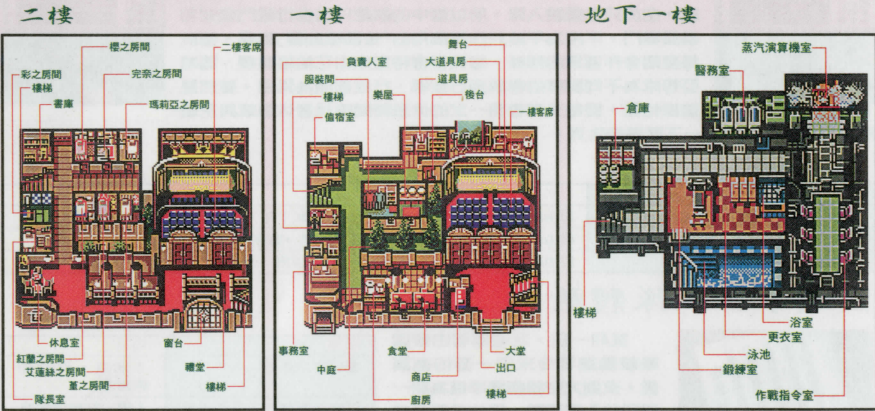 二樓
一樓
地下一樓
櫻之房間
二樓客席
彩之房間
完奈之房間
樓梯
書庫
瑪莉亞之房間
休息室
紅蘭之房間
艾蓮絲之房間
堇之房間
隊長室
窗台
禮堂
樓梯
舞台
負責人室
大道具房
服裝間
道具房
樓梯
樂屋
後台
值宿室
一樓客席
事務室
中庭
食堂
商店
廚房
大堂
出口
樓梯
蒸汽演算機室
醫務室
倉庫
樓梯
浴室
更衣室
泳池
鍛練室
作戰指令室